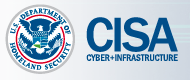 U.S. DEPARTMENT OF
HOMELAND SECURITY
CISA
CYBER+INFRASTRUCTURE